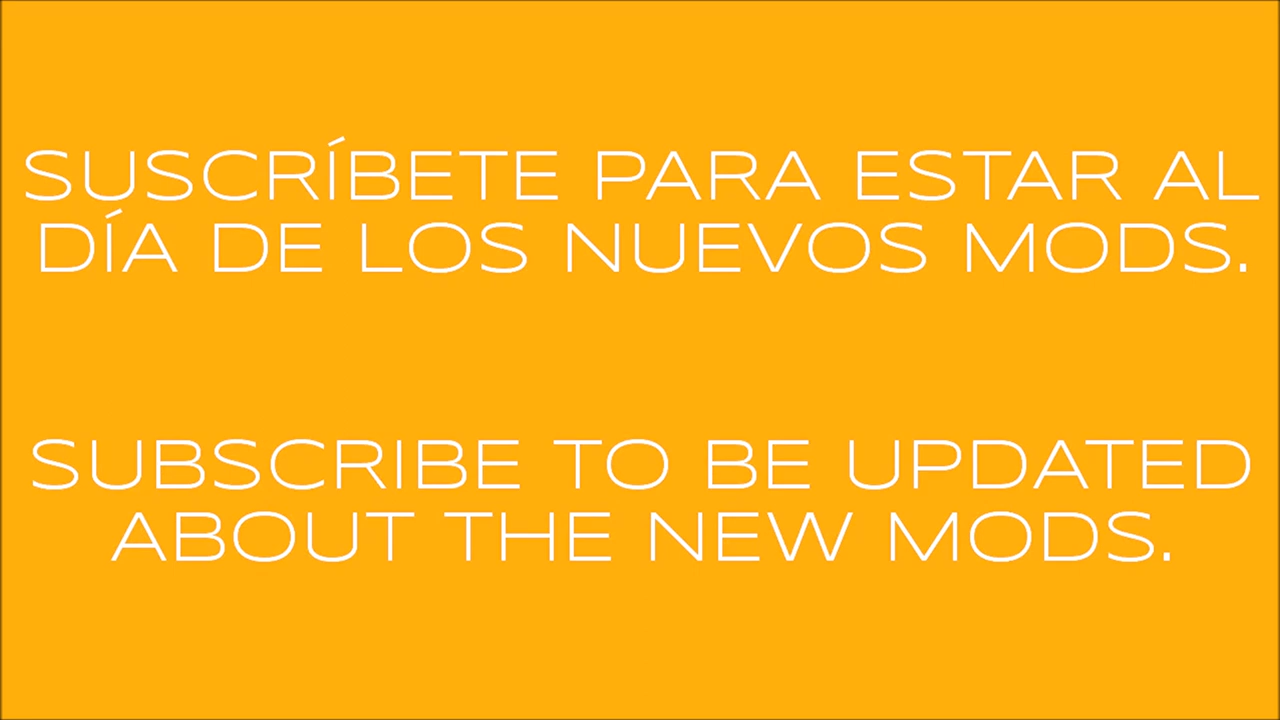 SUSCRÍBETE PARA ESTAR AL
DÍA DE LOS NUEVOS MODS.
SUBSCRIBE TO BE UPDATED
ABOUT THE NEW MODS.